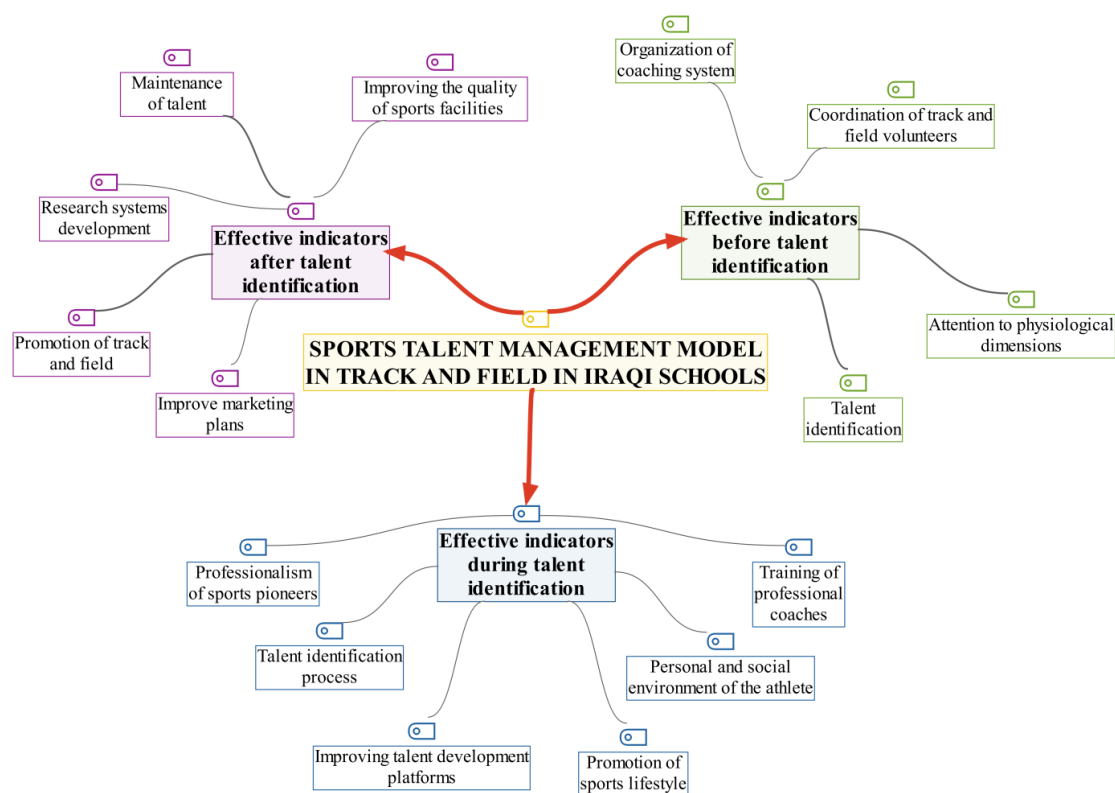 Organization of
coaching system
Maintenance
of talent
Improving the quality
of sports facilities
Coordination of track and
field volunteers
Research systems
development
Effective indicators
after talent
identification
Effective indicators
before talent
identification
Promotion of track
and field
Attention to physiological
dimensions
SPORTS TALENT MANAGEMENT MODEL
IN TRACK AND FIELD IN IRAQI SCHOOLS
Improve marketing
plans
Talent
identification
Effective indicators
during talent
identification
Professionalism
of sports pioneers
Training of
professional
coaches
Talent identification
process
Personal and social
environment of the athlete
Improving talent development
platforms
Promotion of
sports lifestyle